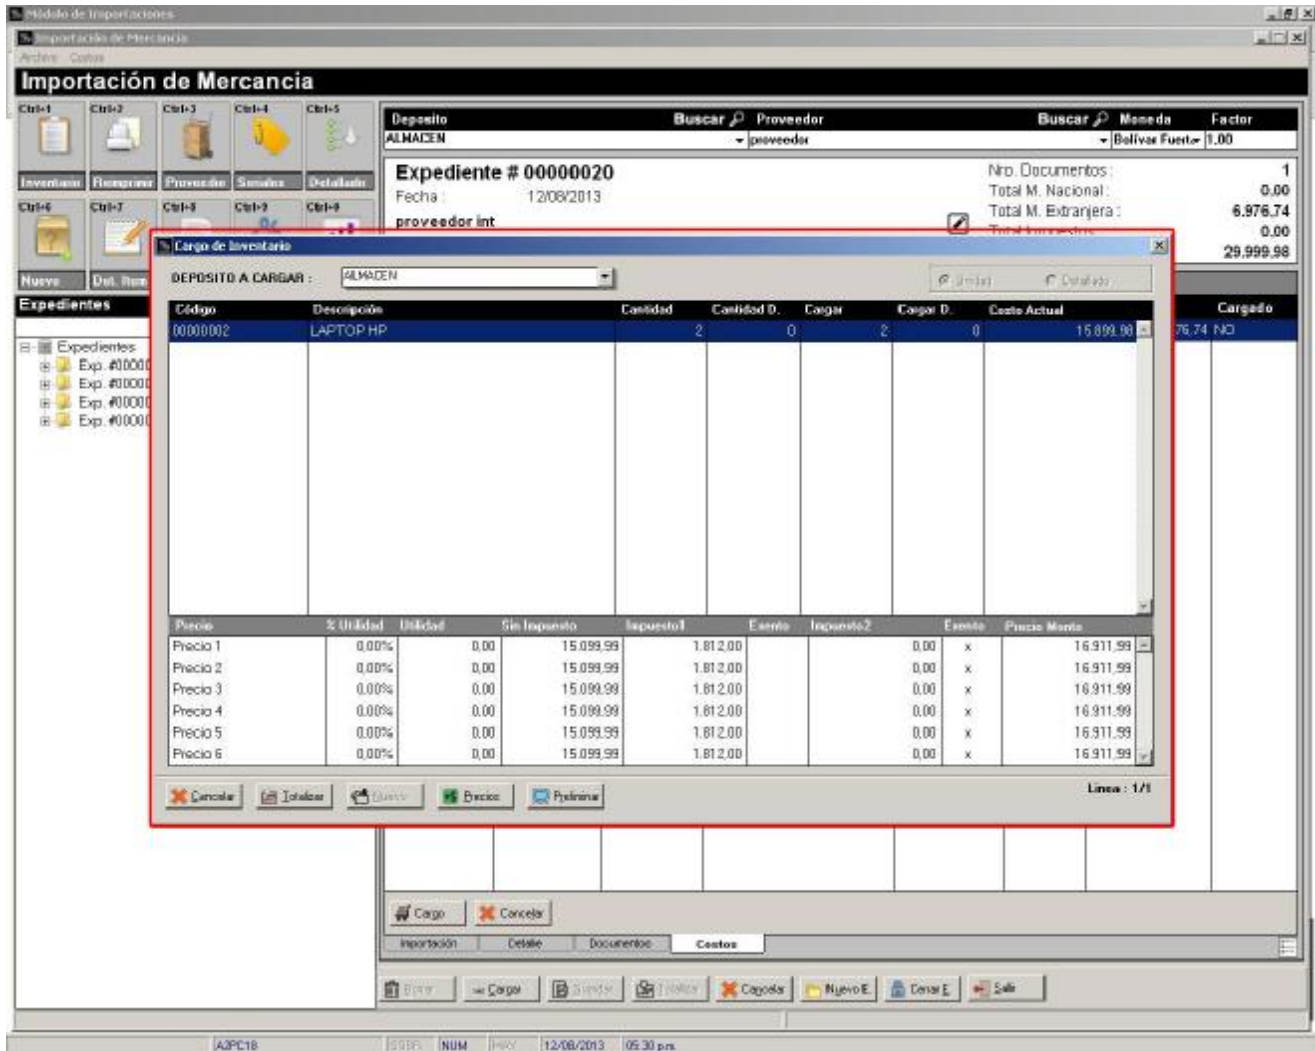 Módulo de Importaciones
Importación de Mercancia
Archivo Costos
Importación de Mercancia
Ctrl+1 Ctrl+2 Ctrl+3 Ctrl+4 Ctrl+5
Inventario Reimprimir Proveedor Seriales Detallado
Ctrl+6 Ctrl+7 Ctrl+8 Ctrl+9
Nuevo Det. Item
Deposito Buscar Proveedor Buscar Moneda Factor
ALMACEN proveedor Bolívar Fuerte 1.00
Expediente # 00000020
Fecha : 12/08/2013
proveedor int
Nro. Documentos : 1
Total M. Nacional : 0,00
Total M. Extranjera : 6.976,74
Total Impuestos 0,00
29.999,98
Cargado
76,74 NO
Expedientes
Expedientes
Exp. #0000
Exp. #0000
Exp. #0000
Exp. #0000
Cargo de Inventario
DEPOSITO A CARGAR : ALMACEN Unidad Detallado
Código Descripción Cantidad Cantidad D. Cargar Cargar D. Costo Actual
00000002 LAPTOP HP 2 0 2 0 15.899,98
Precio % Utilidad Utilidad Sin Impuesto Impuesto1 Exento Impuesto2 Exento Precio Monto
Precio 1 0,00% 0,00 15.099,99 1.812,00 0,00 x 16.911,99
Precio 2 0,00% 0,00 15.099,99 1.812,00 0,00 x 16.911,99
Precio 3 0,00% 0,00 15.099,99 1.812,00 0,00 x 16.911,99
Precio 4 0,00% 0,00 15.099,99 1.812,00 0,00 x 16.911,99
Precio 5 0,00% 0,00 15.099,99 1.812,00 0,00 x 16.911,99
Precio 6 0,00% 0,00 15.099,99 1.812,00 0,00 x 16.911,99
Cancelar Totalizar Precios Preliminar
Linea : 1/1
Cargo Cancelar
Importación Detalle Documentos Costos
Borrar Cargar Guardar Totalizar Cancelar Nuevo E. Cerrar E. Salir
A2PC18 NUM 12/08/2013 05:30 p.m.